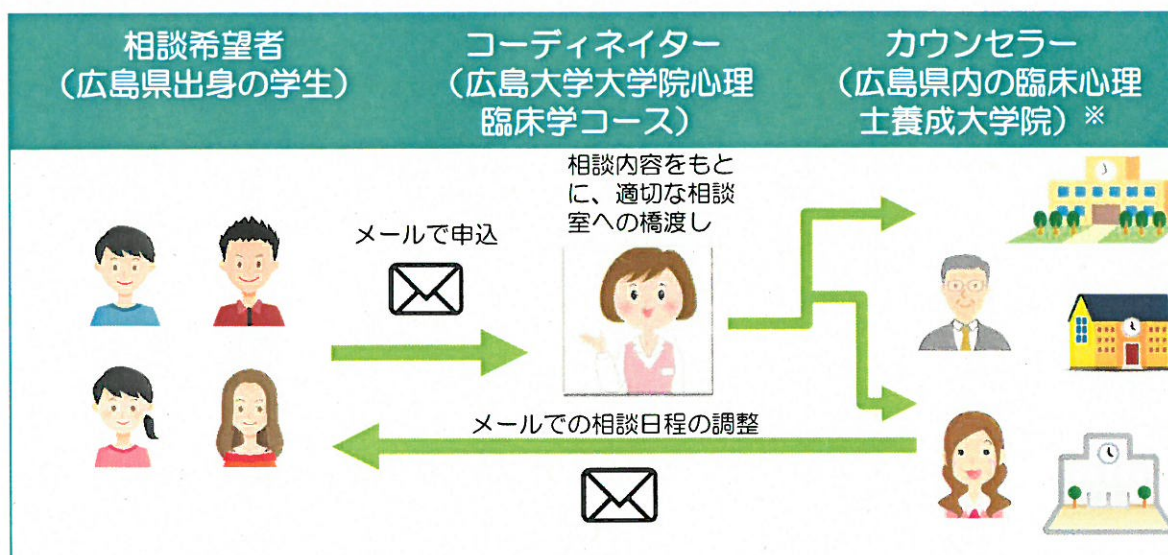 相談希望者
(広島県出身の学生)
コーディネイター
(広島大学大学院心理
臨床学コース)
カウンセラー
(広島県内の臨床心理
士養成大学院)※
相談内容をもと
に、適切な相談
室への橋渡し
メールで申込
メールでの相談日程の調整